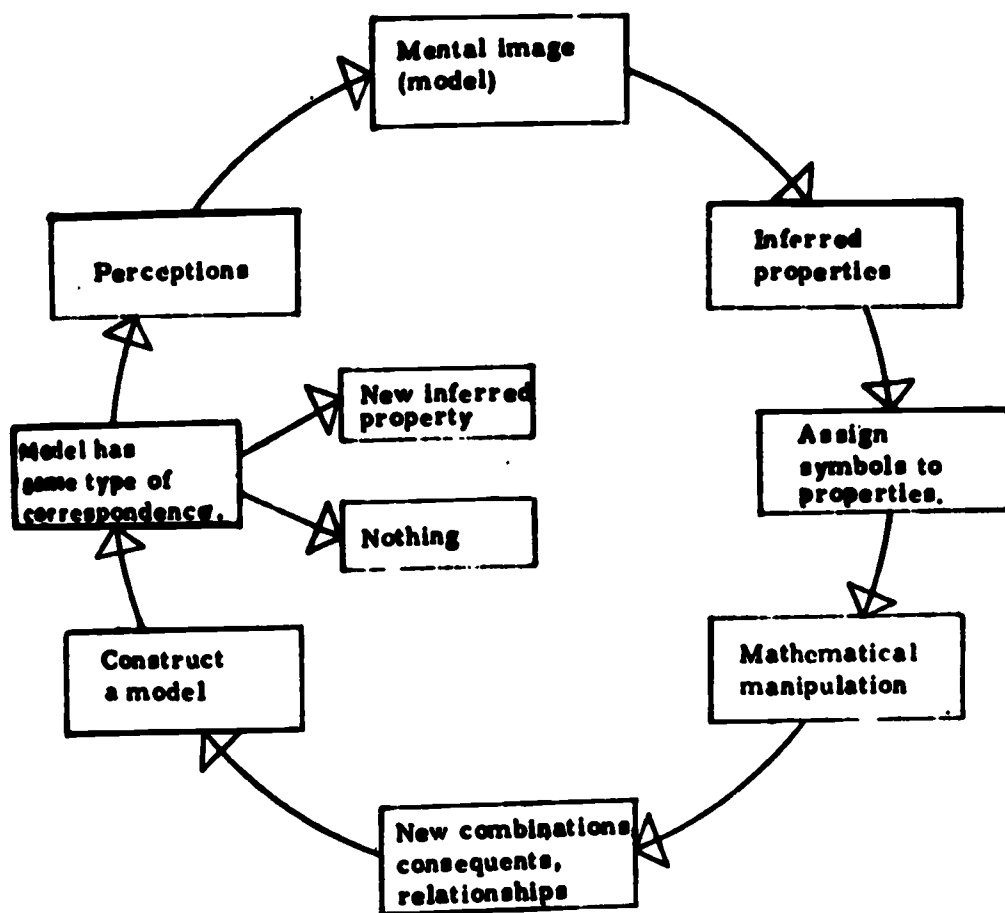 Mental image
(model)
Perceptions
Inferred
properties
New inferred
property
Model has
some type of
correspondence.
Assign
symbols to
properties.
Nothing
Construct
a model
Mathematical
manipulation
New combinations
consequents,
relationships